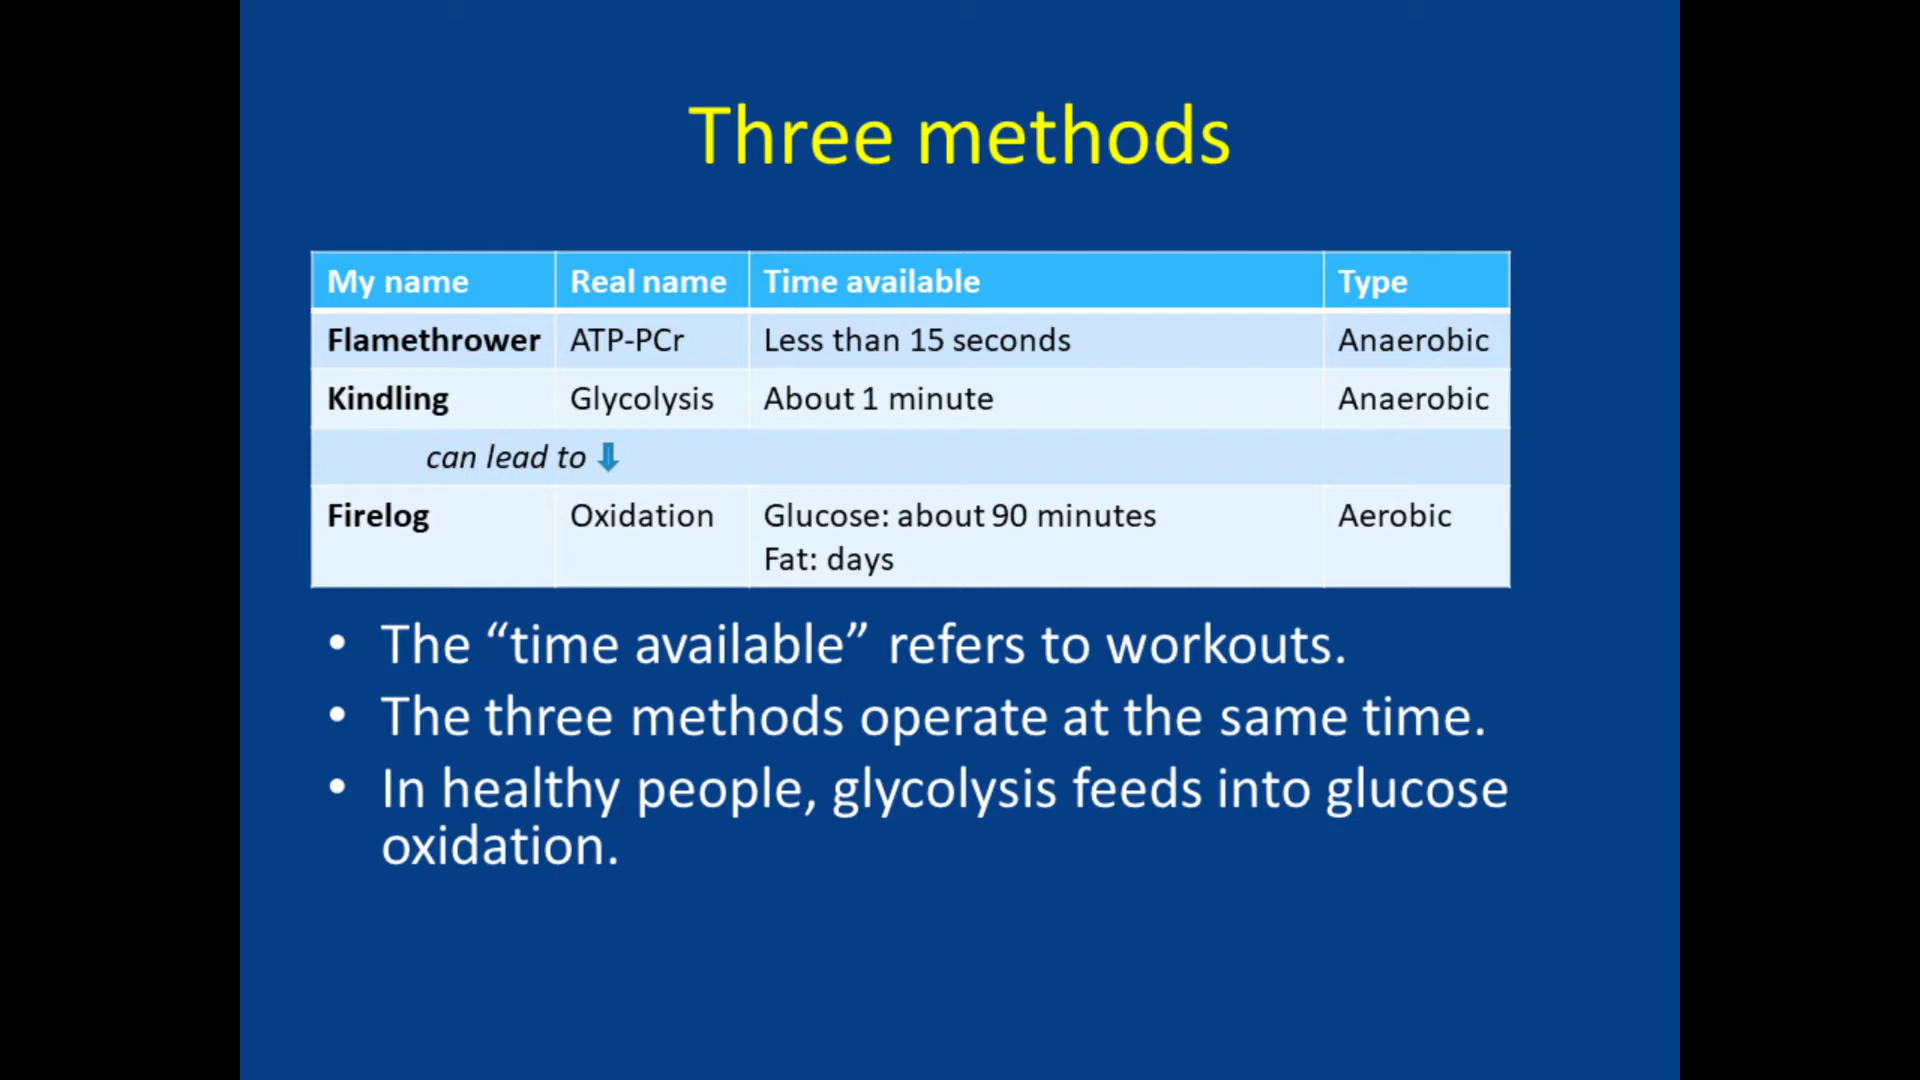 Three methods
My name Real name Time available Type
Flamethrower ATP-PCr Less than 15 seconds Anaerobic
Kindling Glycolysis About 1 minute Anaerobic
can lead to
Firelog Oxidation Glucose: about 90 minutes Aerobic
Fat: days
• The “time available” refers to workouts.
• The three methods operate at the same time.
• In healthy people, glycolysis feeds into glucose
oxidation.